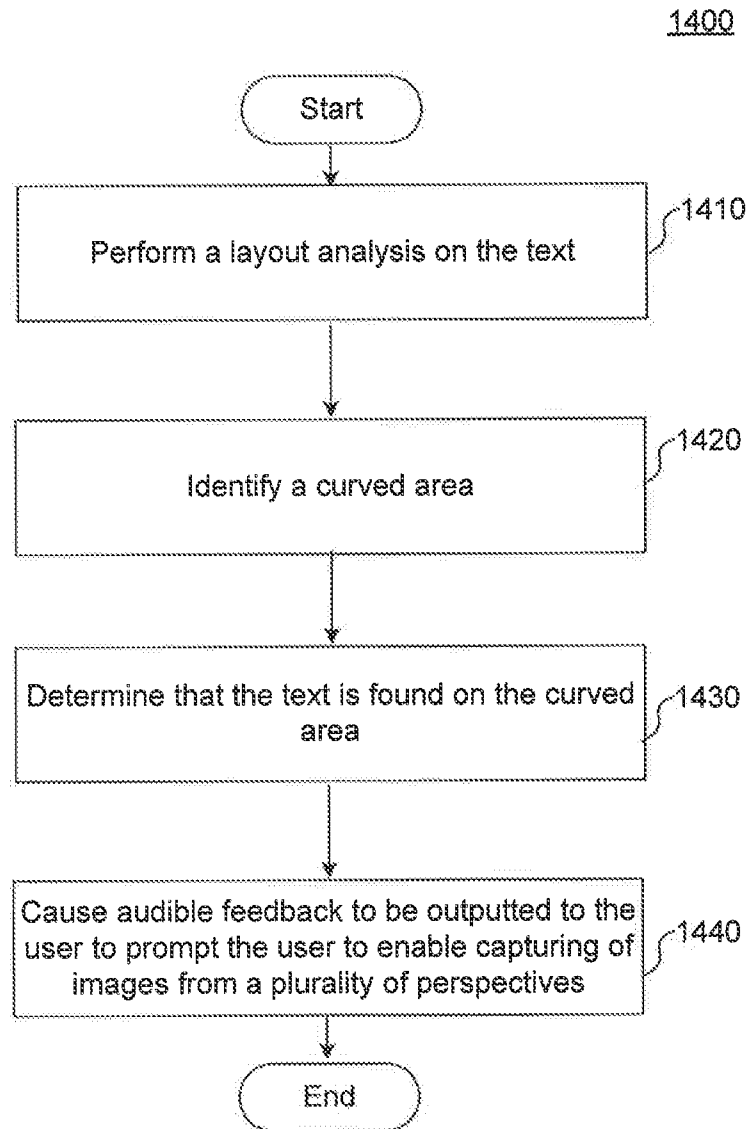 1400
Start
Perform a layout analysis on the text
1410
Identify a curved area
1420
Determine that the text is found on the curved
area
1430
Cause audible feedback to be outputted to the
user to prompt the user to enable capturing of
images from a plurality of perspectives
1440
End